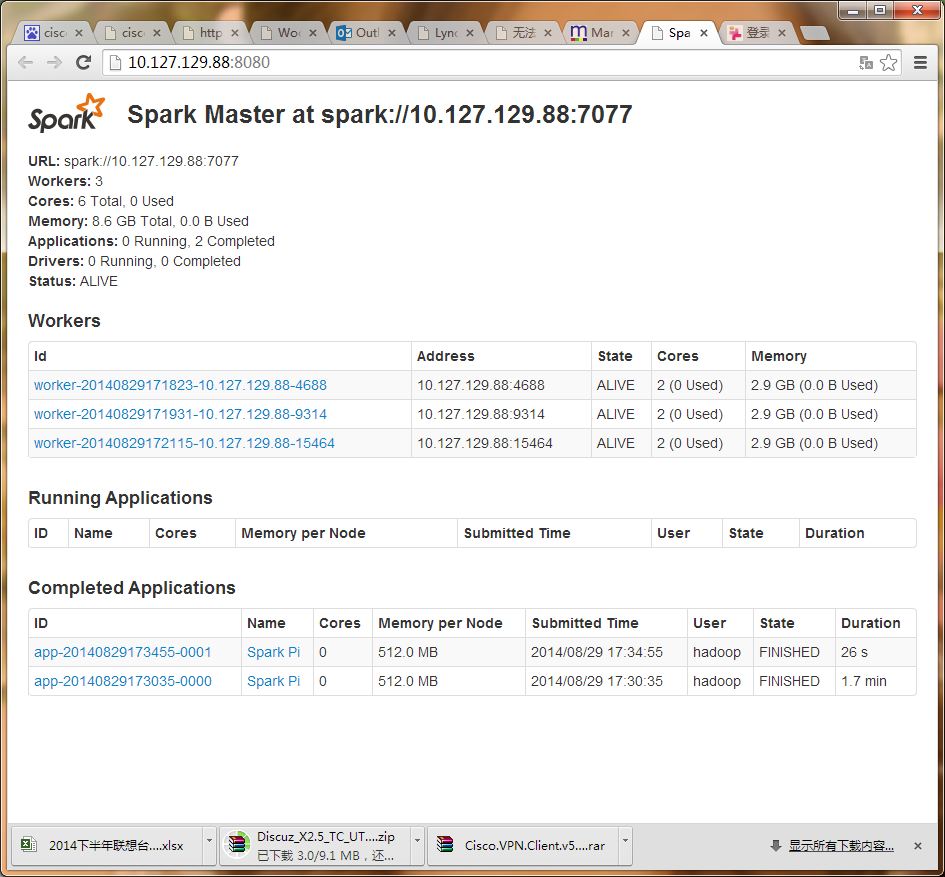 cisc
cisc
http
Wo
Outl
Lync
无法
Mar
Spa
登录
10.127.129.88:8080
Spark
Spark Master at spark://10.127.129.88:7077
URL: spark://10.127.129.88:7077
Workers: 3
Cores: 6 Total, 0 Used
Memory: 8.6 GB Total, 0.0 B Used
Applications: 0 Running, 2 Completed
Drivers: 0 Running, 0 Completed
Status: ALIVE
Workers
Id Address State Cores Memory
worker-20140829171823-10.127.129.88-4688 10.127.129.88:4688 ALIVE 2 (0 Used) 2.9 GB (0.0 B Used)
worker-20140829171931-10.127.129.88-9314 10.127.129.88:9314 ALIVE 2 (0 Used) 2.9 GB (0.0 B Used)
worker-20140829172115-10.127.129.88-15464 10.127.129.88:15464 ALIVE 2 (0 Used) 2.9 GB (0.0 B Used)
Running Applications
ID Name Cores Memory per Node Submitted Time User State Duration
Completed Applications
ID Name Cores Memory per Node Submitted Time User State Duration
app-20140829173455-0001 Spark Pi 0 512.0 MB 2014/08/29 17:34:55 hadoop FINISHED 26 s
app-20140829173035-0000 Spark Pi 0 512.0 MB 2014/08/29 17:30:35 hadoop FINISHED 1.7 min
2014下半年联想台....xlsx
Discuz_X2.5_TC_UT....zip
已下载 3.0/9.1 MB，还...
Cisco.VPN.Client.v5....rar
显示所有下载内容...